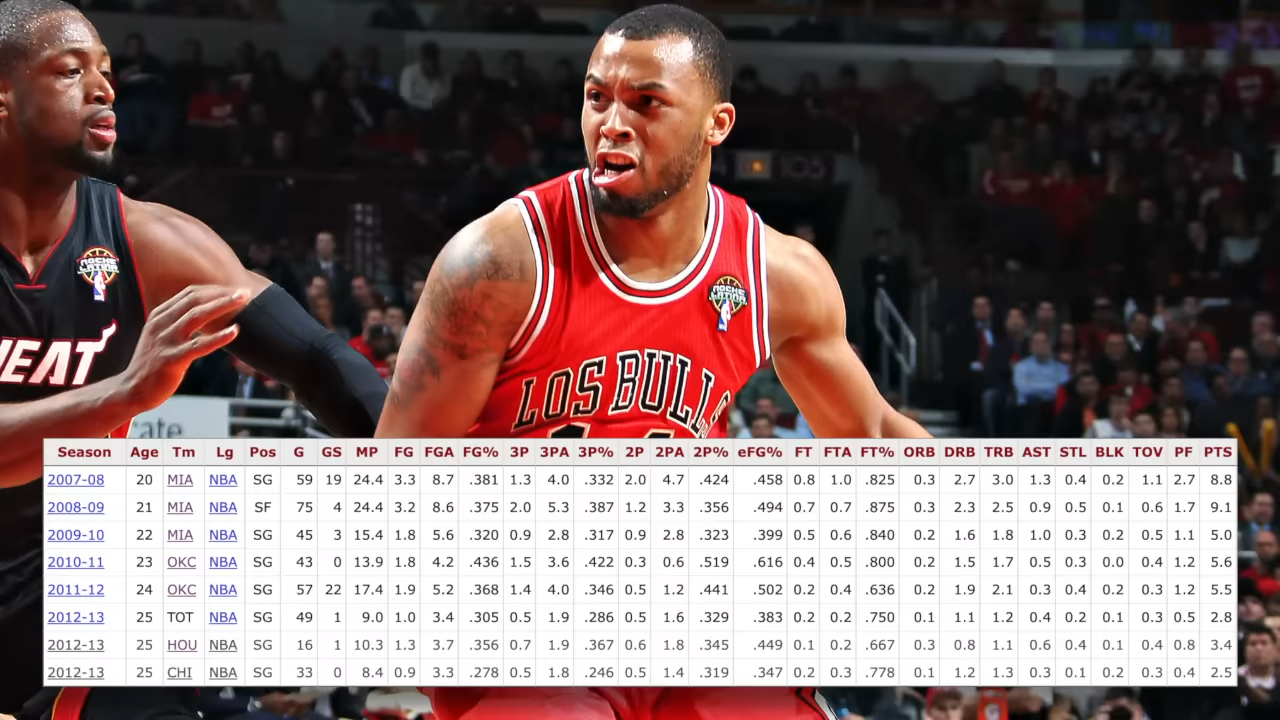 NOCHE LATINA
HEAT
NOCHE LATINA
LOS BULLS
cate
Season Age Tm Lg Pos G GS MP FG FGA FG% 3P 3PA 3P% 2P 2PA 2P% eFG% FT FTA FT% ORB DRB TRB AST STL BLK TOV PF PTS
2007-08 20 MIA NBA SG 59 19 24.4 3.3 8.7 .381 1.3 4.0 .332 2.0 4.7 .424 .458 0.8 1.0 .825 0.3 2.7 3.0 1.3 0.4 0.2 1.1 2.7 8.8
2008-09 21 MIA NBA SF 75 4 24.4 3.2 8.6 .375 2.0 5.3 .387 1.2 3.3 .356 .494 0.7 0.7 .875 0.3 2.3 2.5 0.9 0.5 0.1 0.6 1.7 9.1
2009-10 22 MIA NBA SG 45 3 15.4 1.8 5.6 .320 0.9 2.8 .317 0.9 2.8 .323 .399 0.5 0.6 .840 0.2 1.6 1.8 1.0 0.3 0.2 0.5 1.1 5.0
2010-11 23 OKC NBA SG 43 0 13.9 1.8 4.2 .436 1.5 3.6 .422 0.3 0.6 .519 .616 0.4 0.5 .800 0.2 1.5 1.7 0.5 0.3 0.0 0.4 1.2 5.6
2011-12 24 OKC NBA SG 57 22 17.4 1.9 5.2 .368 1.4 4.0 .346 0.5 1.2 .441 .502 0.2 0.4 .636 0.2 1.9 2.1 0.3 0.4 0.2 0.3 1.2 5.5
2012-13 25 TOT NBA SG 49 1 9.0 1.0 3.4 .305 0.5 1.9 .286 0.5 1.6 .329 .383 0.2 0.2 .750 0.1 1.1 1.2 0.4 0.2 0.1 0.3 0.5 2.8
2012-13 25 HOU NBA SG 16 1 10.3 1.3 3.7 .356 0.7 1.9 .367 0.6 1.8 .345 .449 0.1 0.2 .667 0.3 0.8 1.1 0.6 0.4 0.1 0.4 0.8 3.4
2012-13 25 CHI NBA SG 33 0 8.4 0.9 3.3 .278 0.5 1.8 .246 0.5 1.4 .319 .347 0.2 0.3 .778 0.1 1.2 1.3 0.3 0.1 0.2 0.3 0.4 2.5